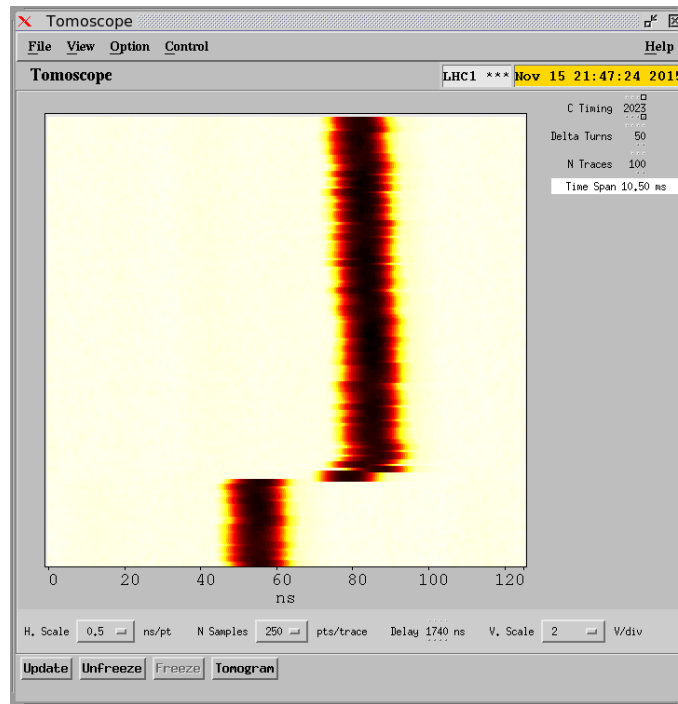 Tomoscope
File View Option Control Help
Tomoscope LHC1 *** Nov 15 21:47:24 2015
C Timing 2023
Delta Turns 50
N Traces 100
Time Span 10.50 ms
0 20 40 60 80 100 120
ns
H. Scale 0.5 ns/pt N Samples 250 pts/trace Delay 1740 ns V. Scale 2 V/div
Update Unfreeze Freeze Tomogram